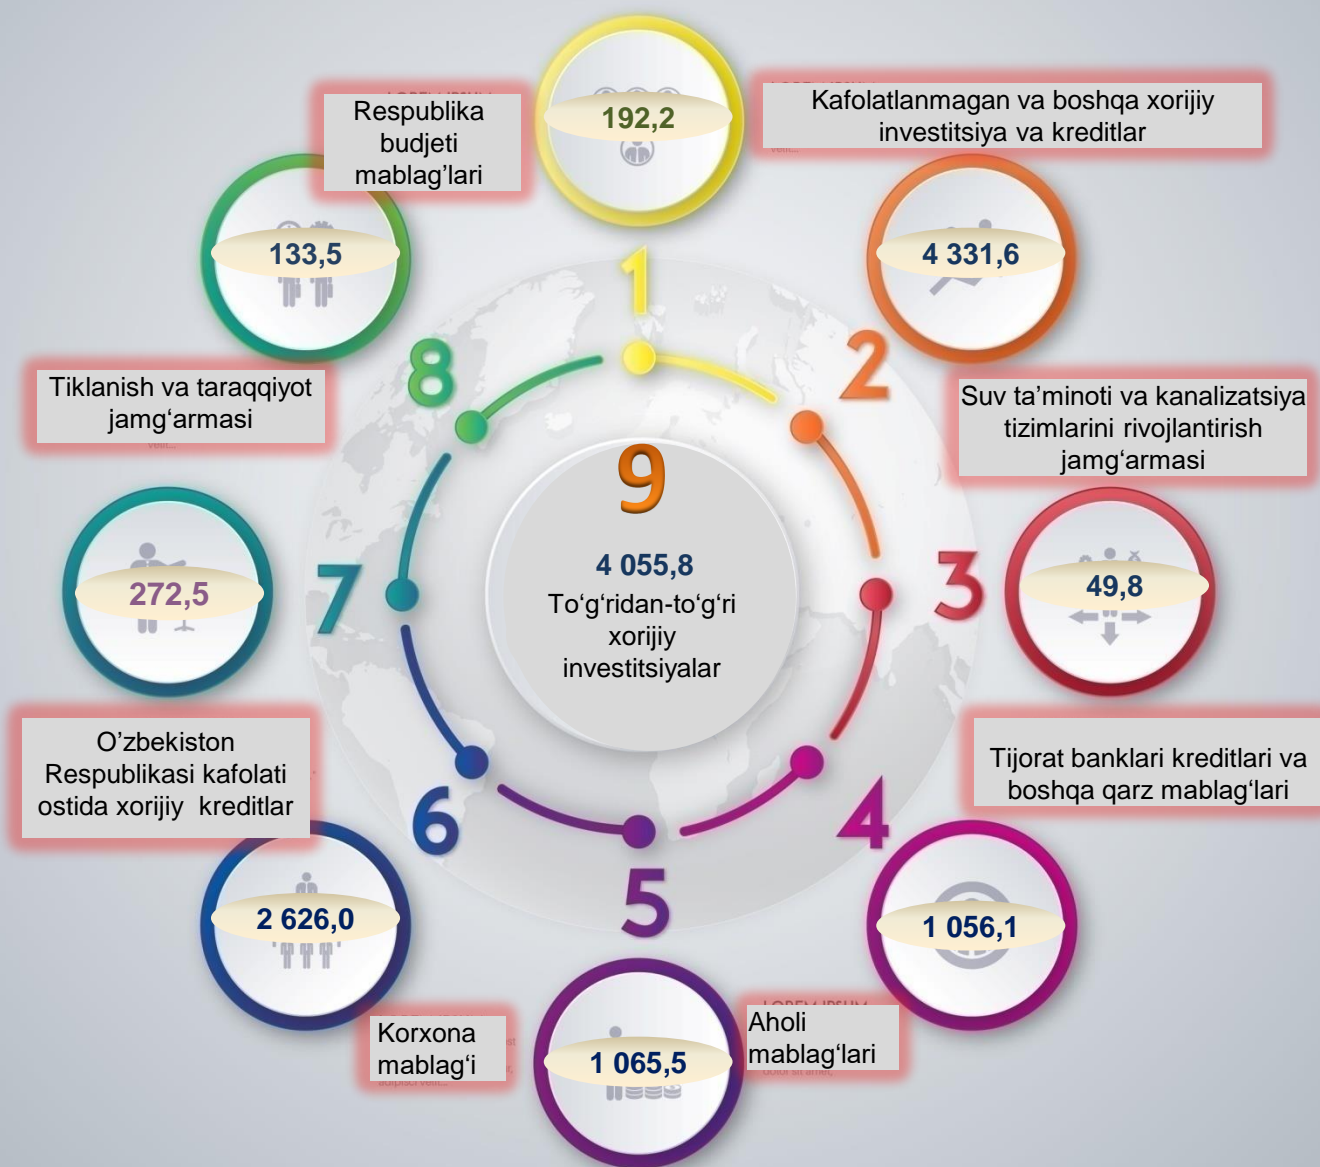 Respublika
budjeti
mablag’lari
192,2
Kafolatlanmagan va boshqa xorijiy
investitsiya va kreditlar
133,5
4 331,6
1
2
8
Tiklanish va taraqqiyot
jamg‘armasi
Suv ta’minoti va kanalizatsiya
tizimlarini rivojlantirish
jamg‘armasi
9
4 055,8
To‘g‘ridan-to‘g‘ri
xorijiy
investitsiyalar
272,5
7
3
49,8
O’zbekiston
Respublikasi kafolati
ostida xorijiy kreditlar
Tijorat banklari kreditlari va
boshqa qarz mablag‘lari
6
4
5
2 626,0
1 056,1
Korxona
mablag‘i
1 065,5
Aholi
mablag‘lari